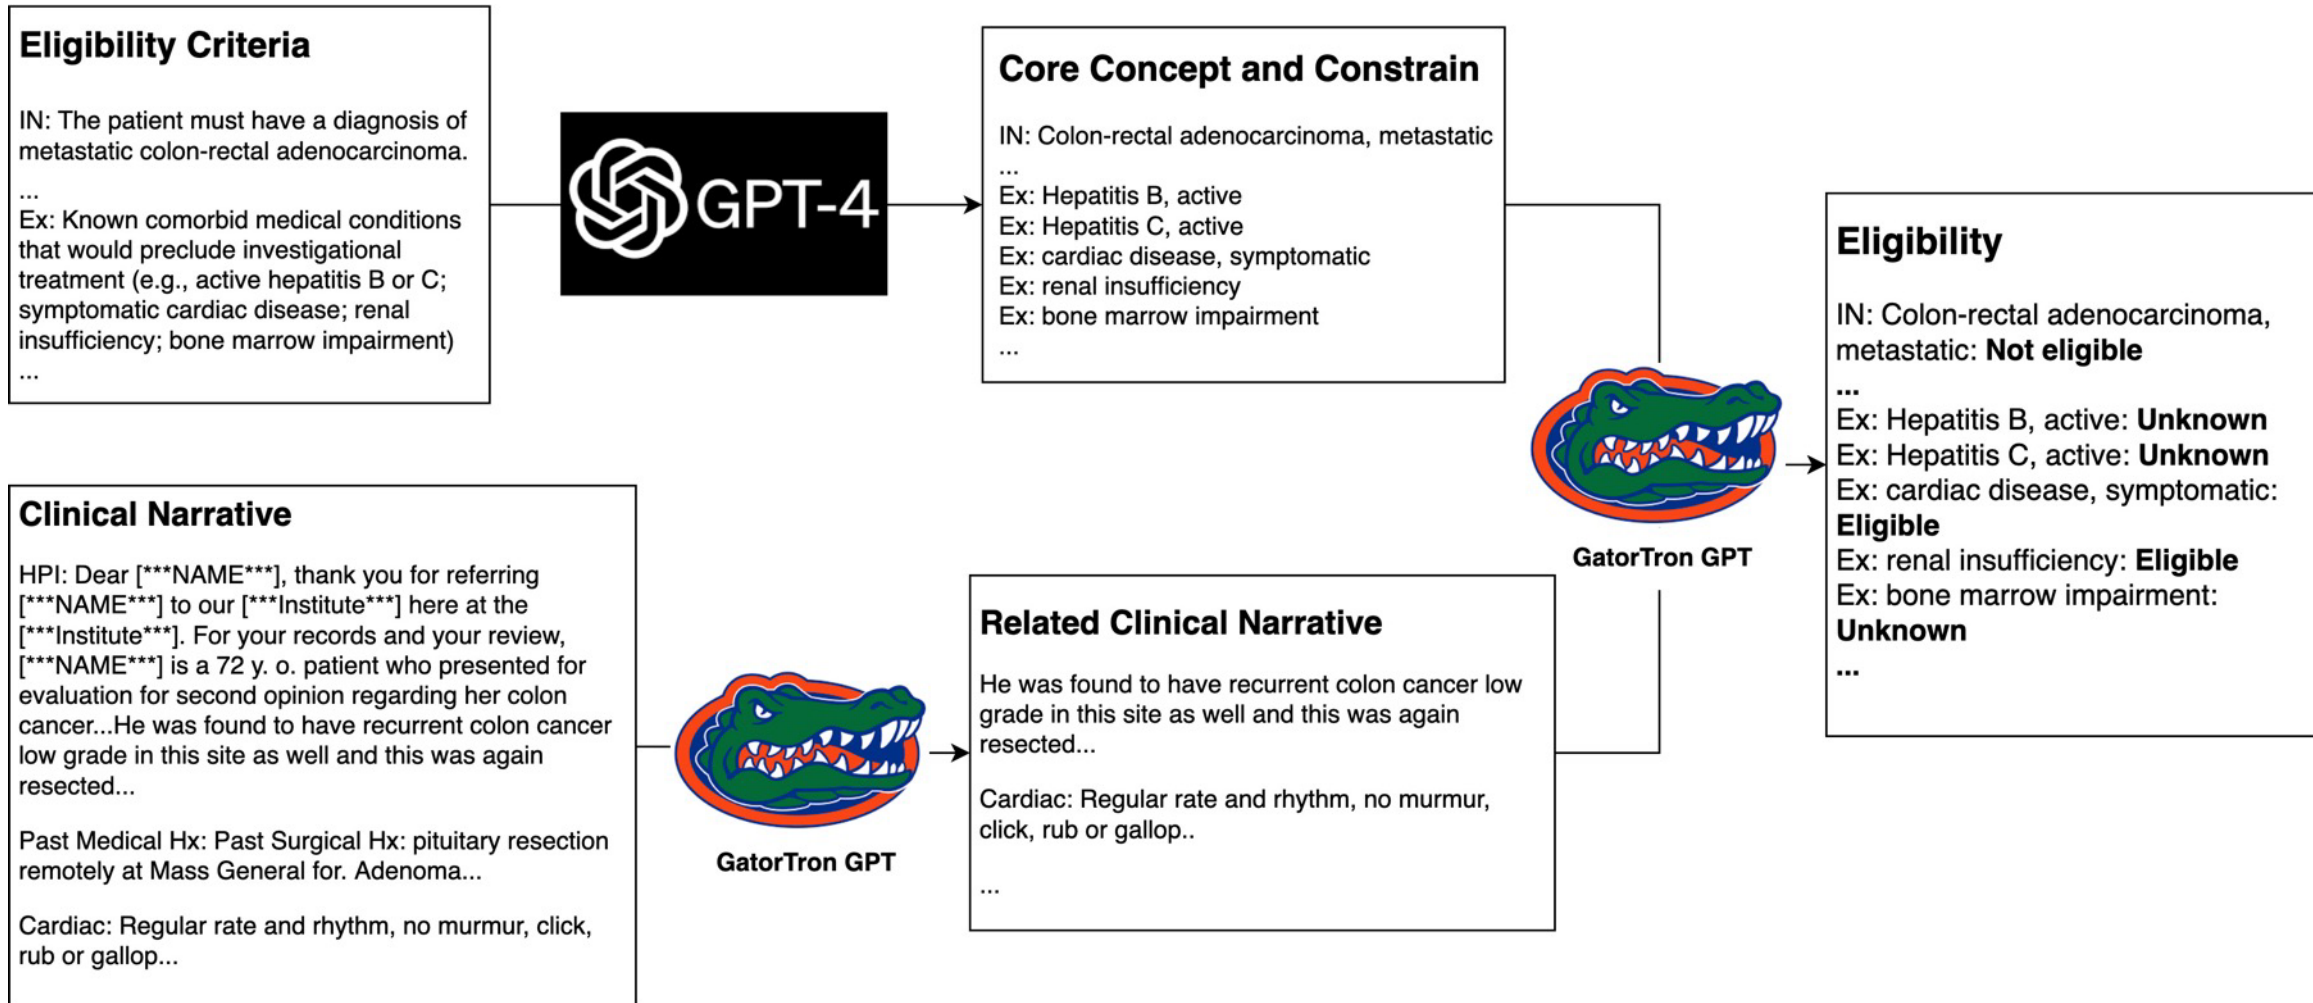 Eligibility Criteria
IN: The patient must have a diagnosis of
metastatic colon-rectal adenocarcinoma.
...
Ex: Known comorbid medical conditions
that would preclude investigational
treatment (e.g., active hepatitis B or C;
symptomatic cardiac disease; renal
insufficiency; bone marrow impairment)
...
GPT-4
Core Concept and Constrain
IN: Colon-rectal adenocarcinoma, metastatic
...
Ex: Hepatitis B, active
Ex: Hepatitis C, active
Ex: cardiac disease, symptomatic
Ex: renal insufficiency
Ex: bone marrow impairment
...
Clinical Narrative
HPI: Dear [***NAME***], thank you for referring
[***NAME***] to our [***Institute***] here at the
[***Institute***]. For your records and your review,
[***NAME***] is a 72 y. o. patient who presented for
evaluation for second opinion regarding her colon
cancer...He was found to have recurrent colon cancer
low grade in this site as well and this was again
resected...
Past Medical Hx: Past Surgical Hx: pituitary resection
remotely at Mass General for. Adenoma...
Cardiac: Regular rate and rhythm, no murmur, click,
rub or gallop...
GatorTron GPT
Related Clinical Narrative
He was found to have recurrent colon cancer low
grade in this site as well and this was again
resected...
Cardiac: Regular rate and rhythm, no murmur,
click, rub or gallop..
...
GatorTron GPT
Eligibility
IN: Colon-rectal adenocarcinoma,
metastatic: Not eligible
...
Ex: Hepatitis B, active: Unknown
Ex: Hepatitis C, active: Unknown
Ex: cardiac disease, symptomatic:
Eligible
Ex: renal insufficiency: Eligible
Ex: bone marrow impairment:
Unknown
...